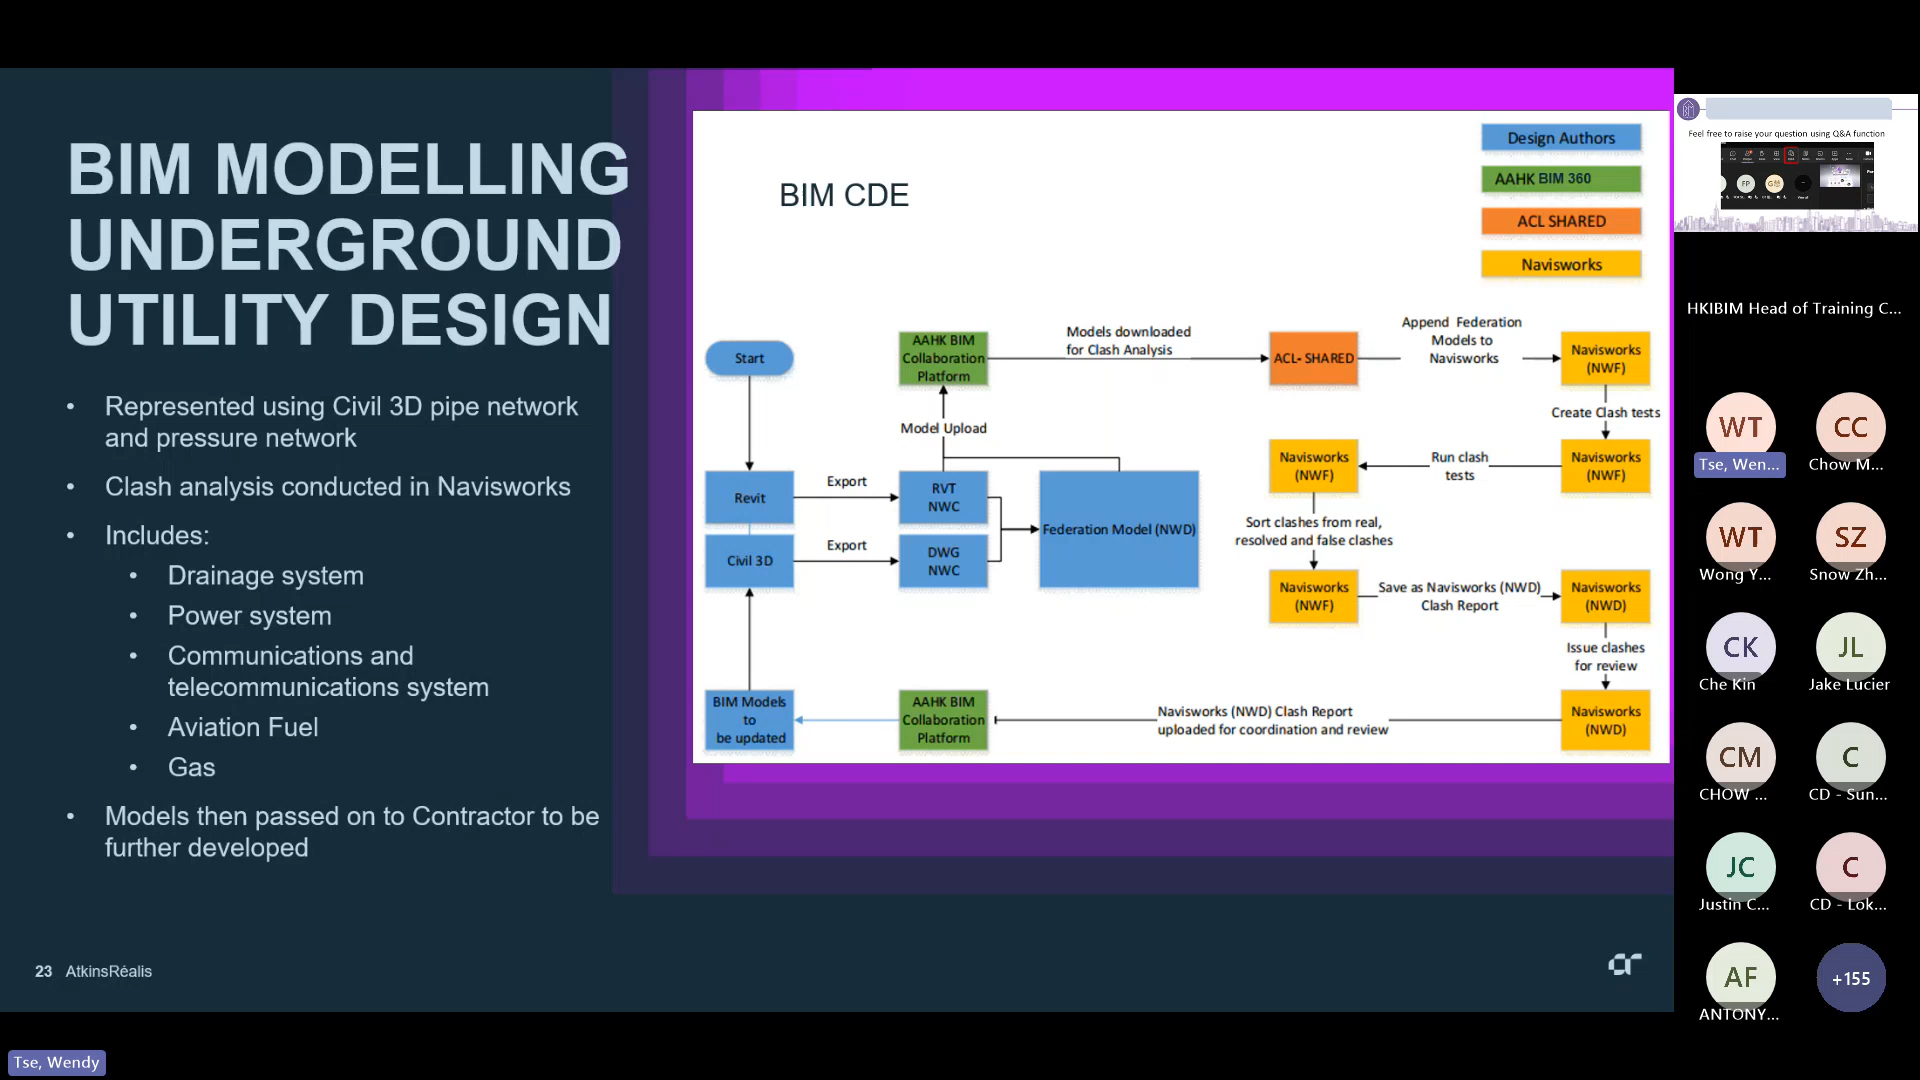 BIM MODELLING
UNDERGROUND
UTILITY DESIGN
• Represented using Civil 3D pipe network
and pressure network
• Clash analysis conducted in Navisworks
• Includes:
• Drainage system
• Power system
• Communications and
telecommunications system
• Aviation Fuel
• Gas
• Models then passed on to Contractor to be
further developed
23 AtkinsRéalis
BIM CDE
Design Authors
AAHK BIM 360
ACL SHARED
Navisworks
Start
AAHK BIM
Collaboration
Platform
Models downloaded
for Clash Analysis
ACL- SHARED
Append Federation
Models to
Navisworks
Navisworks
(NWF)
Create Clash tests
Model Upload
Navisworks
(NWF)
Run clash
tests
Navisworks
(NWF)
Revit
Export
RVT
NWC
Federation Model (NWD)
Civil 3D
Export
DWG
NWC
Sort clashes from real,
resolved and false clashes
Navisworks
(NWF)
Save as Navisworks (NWD)
Clash Report
Navisworks
(NWD)
Issue clashes
for review
BIM Models
to
be updated
AAHK BIM
Collaboration
Platform
Navisworks (NWD) Clash Report
uploaded for coordination and review
Navisworks
(NWD)
Feel free to raise your question using Q&A function
FP
HKIBIM Head of Training C...
WT
Tse, Wen...
CC
Chow M...
WT
Wong Y...
SZ
Snow Zh...
CK
Che Kin
JL
Jake Lucier
CM
CHOW ...
C
CD - Sun...
JC
Justin C...
C
CD - Lok...
AF
ANTONY...
+155
Tse, Wendy